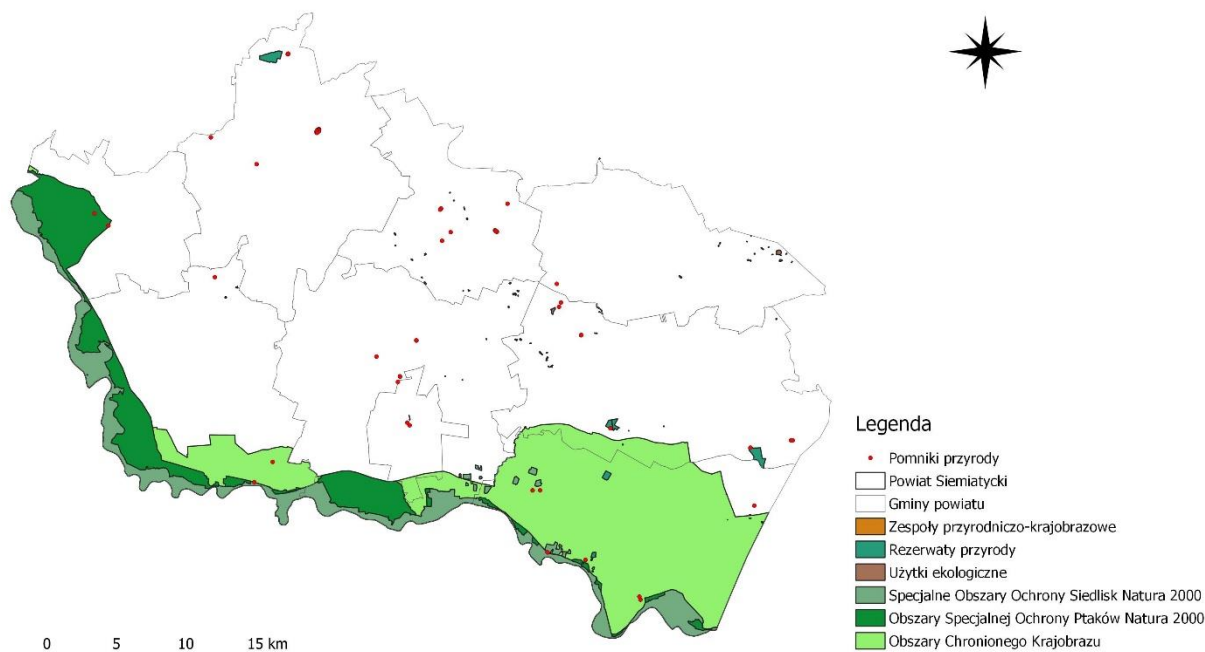 Legenda
Pomniki przyrody
Powiat Siemiatycki
Gminy powiatu
Zespoły przyrodniczo-krajobrazowe
Rezerwaty przyrody
Użytki ekologiczne
Specjalne Obszary Ochrony Siedlisk Natura 2000
Obszary Specjalnej Ochrony Ptaków Natura 2000
Obszary Chronionego Krajobrazu
0 5 10 15 km